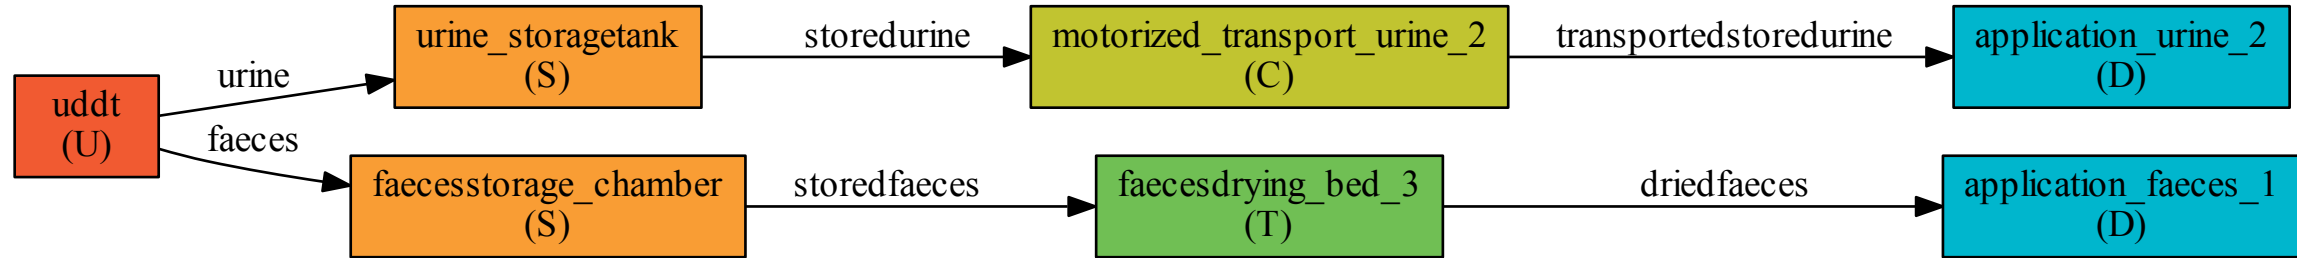 uddt
(U)
urine
faeces
urine_storagetank
(S)
storedurine
motorized_transport_urine_2
(C)
transportedstoredurine
application_urine_2
(D)
faecesstorage_chamber
(S)
storedfaeces
faecesdrying_bed_3
(T)
driedfaeces
application_faeces_1
(D)